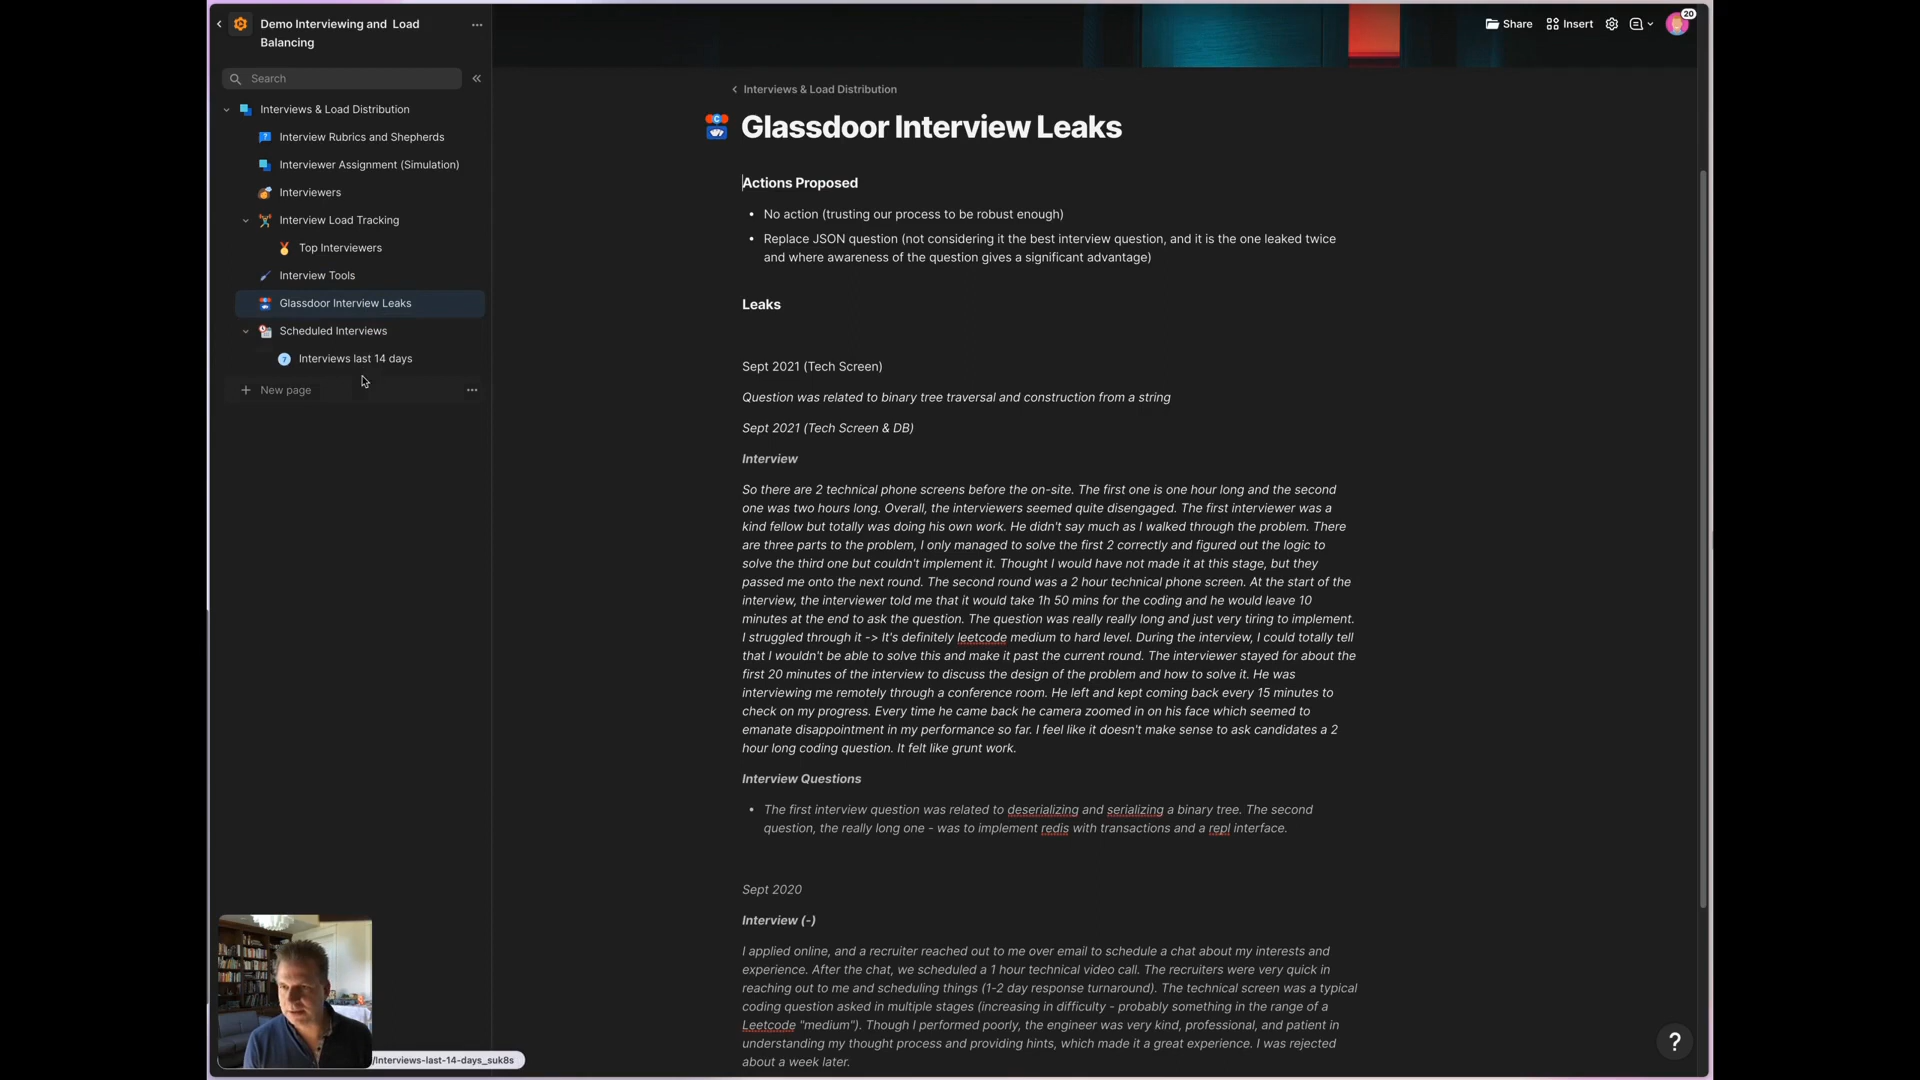 Demo Interviewing and Load
Balancing
Search
Interviews & Load Distribution
Interview Rubrics and Shepherds
Interviewer Assignment (Simulation)
Interviewers
Interview Load Tracking
Top Interviewers
Interview Tools
Glassdoor Interview Leaks
Scheduled Interviews
7
Interviews last 14 days
New page
/Interviews-last-14-days_suk8s
Share
Insert
20
Interviews & Load Distribution
Glassdoor Interview Leaks
Actions Proposed
• No action (trusting our process to be robust enough)
• Replace JSON question (not considering it the best interview question, and it is the one leaked twice
and where awareness of the question gives a significant advantage)
Leaks
Sept 2021 (Tech Screen)
Question was related to binary tree traversal and construction from a string
Sept 2021 (Tech Screen & DB)
Interview
So there are 2 technical phone screens before the on-site. The first one is one hour long and the second
one was two hours long. Overall, the interviewers seemed quite disengaged. The first interviewer was a
kind fellow but totally was doing his own work. He didn't say much as I walked through the problem. There
are three parts to the problem, I only managed to solve the first 2 correctly and figured out the logic to
solve the third one but couldn't implement it. Thought I would have not made it at this stage, but they
passed me onto the next round. The second round was a 2 hour technical phone screen. At the start of the
interview, the interviewer told me that it would take 1h 50 mins for the coding and he would leave 10
minutes at the end to ask the question. The question was really really long and just very tiring to implement.
I struggled through it -> It's definitely leetcode medium to hard level. During the interview, I could totally tell
that I wouldn't be able to solve this and make it past the current round. The interviewer stayed for about the
first 20 minutes of the interview to discuss the design of the problem and how to solve it. He was
interviewing me remotely through a conference room. He left and kept coming back every 15 minutes to
check on my progress. Every time he came back he camera zoomed in on his face which seemed to
emanate disappointment in my performance so far. I feel like it doesn't make sense to ask candidates a 2
hour long coding question. It felt like grunt work.
Interview Questions
• The first interview question was related to deserializing and serializing a binary tree. The second
question, the really long one - was to implement redis with transactions and a repl interface.
Sept 2020
Interview (-)
I applied online, and a recruiter reached out to me over email to schedule a chat about my interests and
experience. After the chat, we scheduled a 1 hour technical video call. The recruiters were very quick in
reaching out to me and scheduling things (1-2 day response turnaround). The technical screen was a typical
coding question asked in multiple stages (increasing in difficulty - probably something in the range of a
Leetcode "medium"). Though I performed poorly, the engineer was very kind, professional, and patient in
understanding my thought process and providing hints, which made it a great experience. I was rejected
about a week later.
?